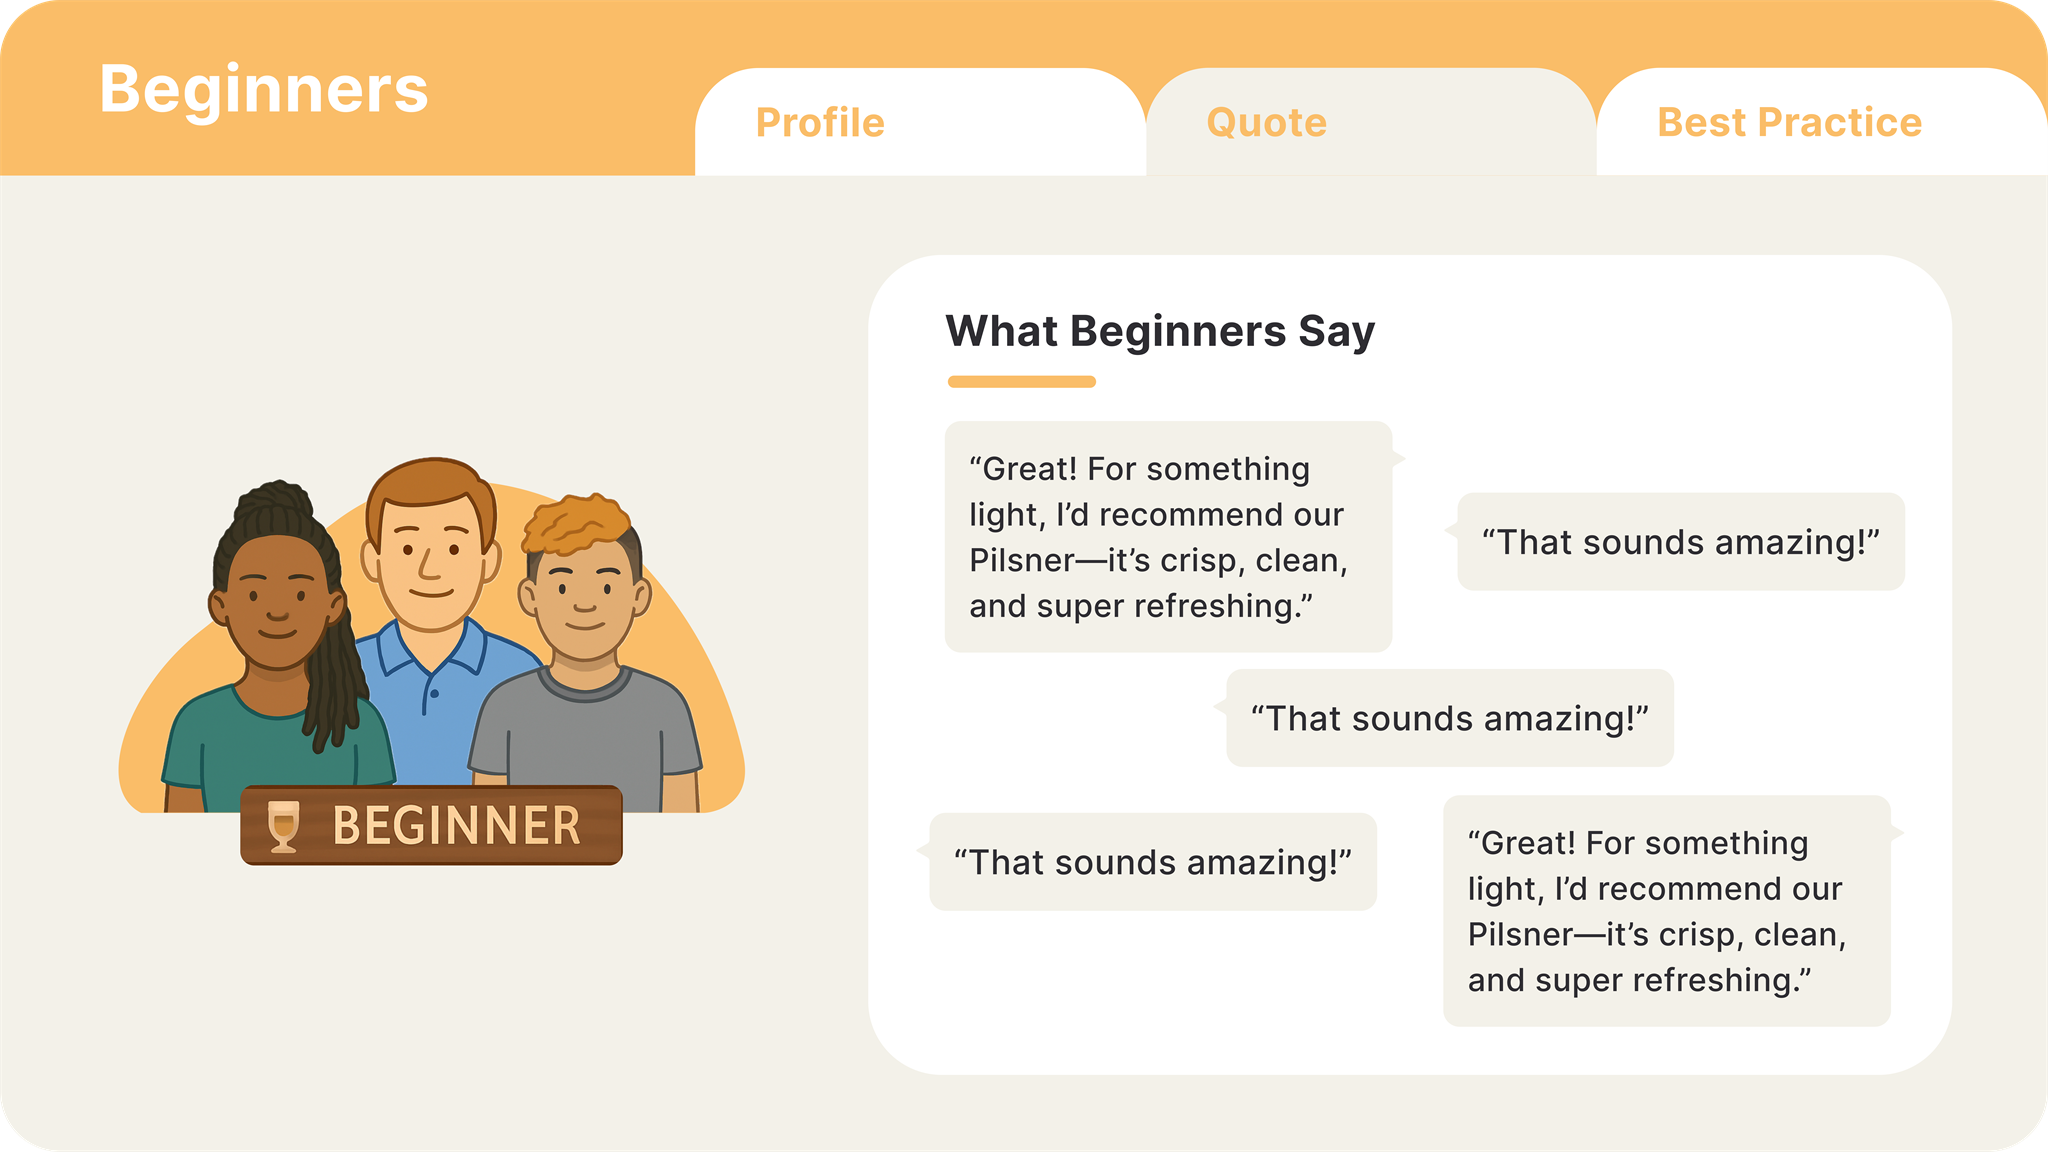 Beginners
Profile
Quote
Best Practice
What Beginners Say
“Great! For something
light, I’d recommend our
Pilsner—it’s crisp, clean,
and super refreshing.”
“That sounds amazing!”
“That sounds amazing!”
“That sounds amazing!”
“Great! For something
light, I’d recommend our
Pilsner—it’s crisp, clean,
and super refreshing.”
BEGINNER